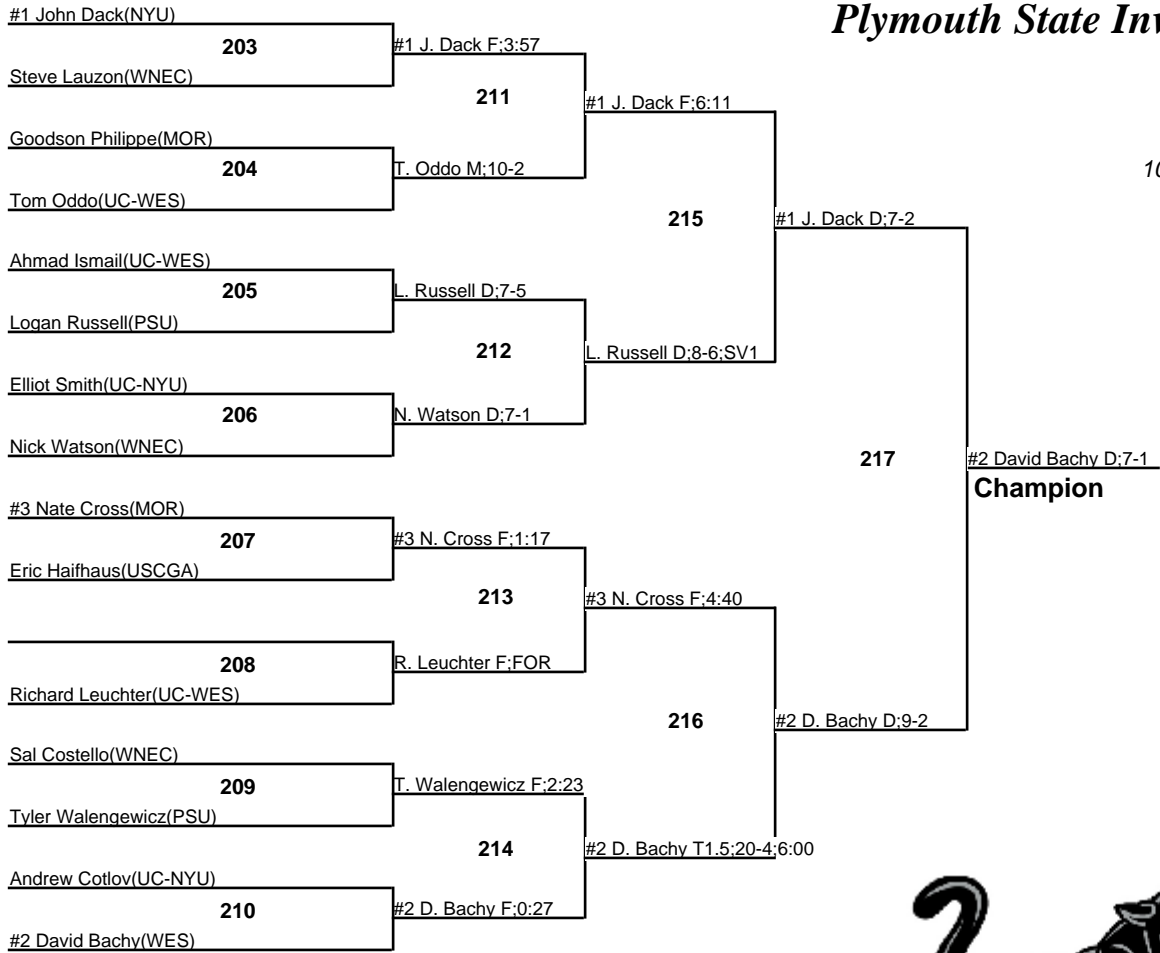 #1 John Dack(NYU)
Plymouth State
203
#1 J. Dack F;3:57
Steve Lauzon(WNEC)
211
#1 J. Dack F;6:11
Goodson Philippe(MOR)
204
T. Oddo M;10-2
Tom Oddo(UC-WES)
215
#1 J. Dack D;7-2
Ahmad Ismail(UC-WES)
205
L. Russell D;7-5
Logan Russell(PSU)
212
L. Russell D;8-6;SV1
Elliot Smith(UC-NYU)
206
N. Watson D;7-1
Nick Watson(WNEC)
217
#2 David Bachy D;7-1
Champion
#3 Nate Cross(MOR)
207
#3 N. Cross F;1:17
Eric Haifhaus(USCGA)
213
#3 N. Cross F;4:40
208
R. Leuchter F;FOR
Richard Leuchter(UC-WES)
216
#2 D. Bachy D;9-2
Sal Costello(WNEC)
209
T. Walengewicz F;2:23
Tyler Walengewicz(PSU)
214
#2 D. Bachy T1.5;20-4;6:00
Andrew Cotlov(UC-NYU)
210
#2 D. Bachy F;0:27
#2 David Bachy(WES)